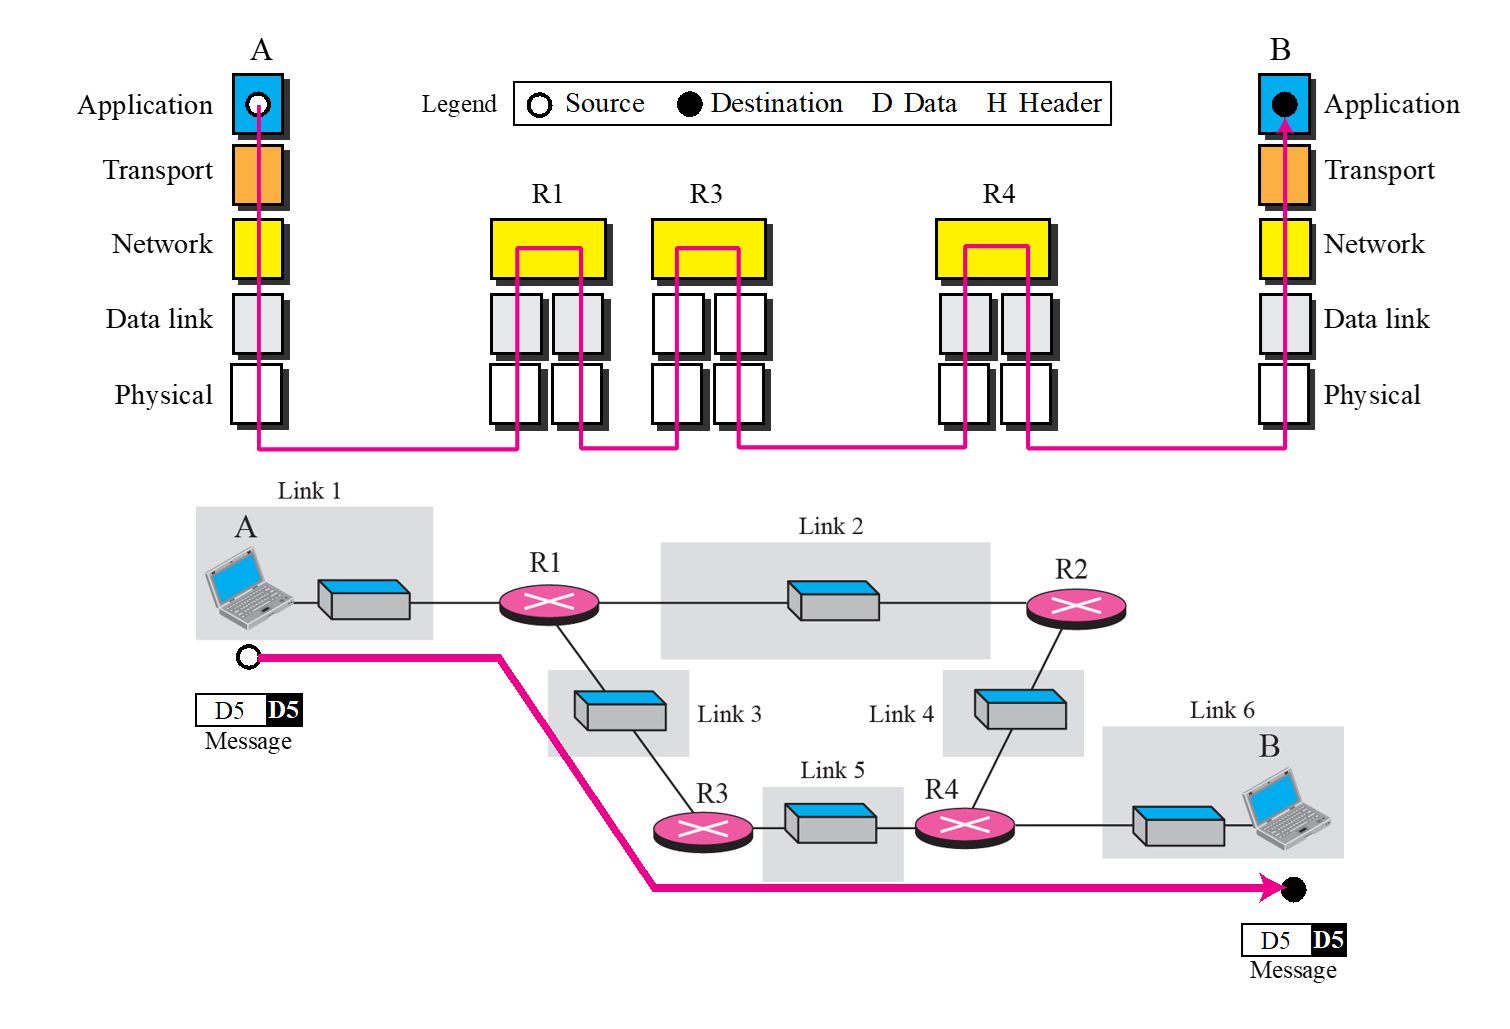 A
B
Application
Legend
Source
Destination
D Data
H Header
Application
Transport
Transport
R1
R3
R4
Network
Network
Data link
Data link
Physical
Physical
Link 1
A
Link 2
R1
R2
Link 3
Link 4
Link 6
B
Link 5
R3
R4
D5 D5
Message
D5 D5
Message